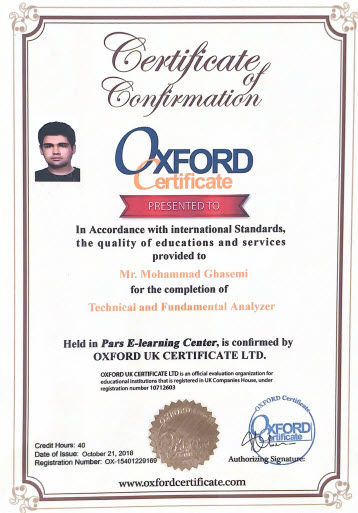 Certificate
of
Confirmation
OXFORD
Certificate
PRESENTED TO
In Accordance with international Standards,
the quality of educations and services
provided to
Mr. Mohammad Ghasemi
for the completion of
Technical and Fundamental Analyzer
Held in Pars E-learning Center, is confirmed by
OXFORD UK CERTIFICATE LTD.
OXFORD UK CERTIFICATE LTD is an official evaluation organization for
educational institutions that is registered in UK Companies House, under
registration number 10712603
Credit Hours: 40
Date of Issue: October 21, 2018
Registration Number: OX-15401229169
OXFORD Certificate
OXFORD
Certificate
Authorizing Signature:
www.oxfordcertificate.com